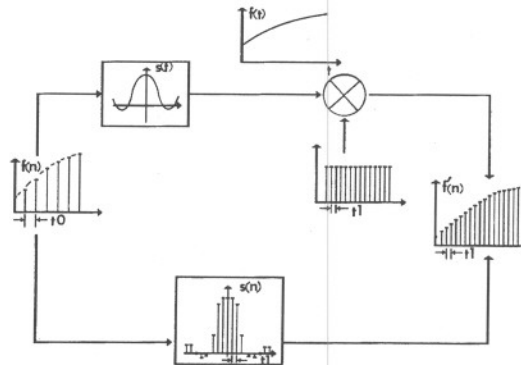 f(t)
s(t)
t
f(n)
t0
t1
f'(n)
t1
s(n)
t1